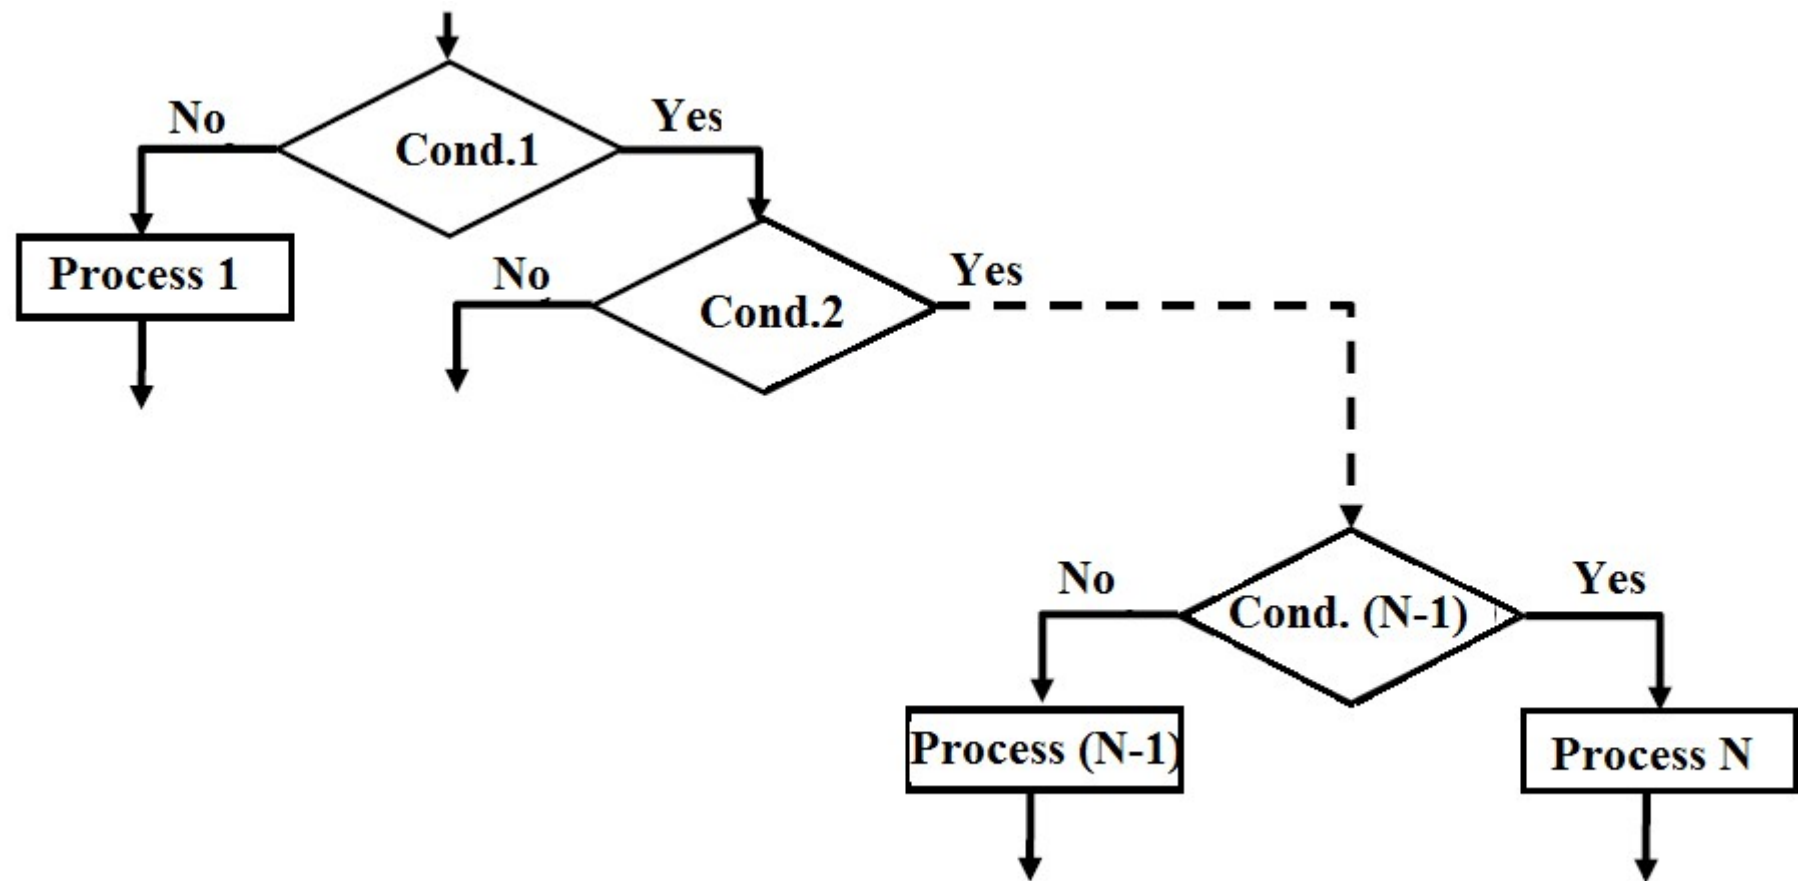 No
Yes
Cond.1
Process 1
No
Yes
Cond.2
No
Yes
Cond. (N-1)
Process (N-1)
Process N